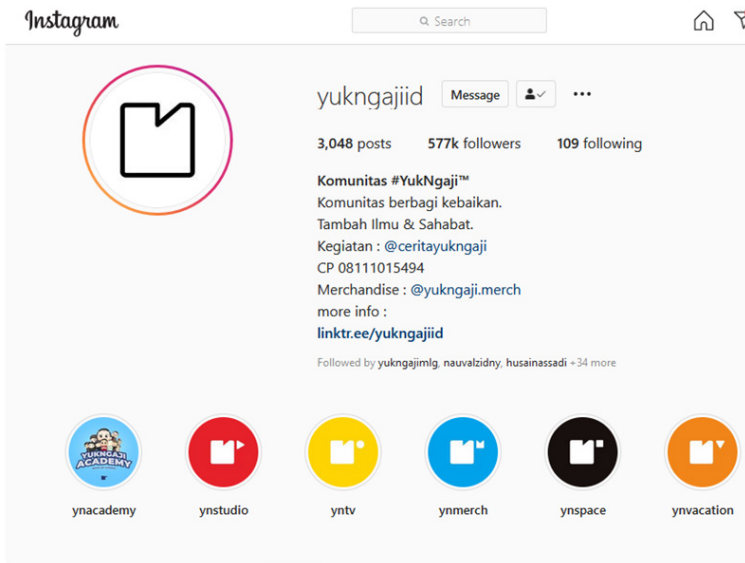 Instagram
Search
yukngajiid Message
3,048 posts 577k followers 109 following
Komunitas #YukNgaji™
Komunitas berbagi kebaikan.
Tambah Ilmu & Sahabat.
Kegiatan : @ceritayukngaji
CP 08111015494
Merchandise : @yukngaji.merch
more info :
linktr.ee/yukngajiid
Followed by yukngajimlg, nauvalzidny, husainassadi +34 more
YUKNGAJI
ACADEMY
ynacademy ynstudio yntv ynmerch ynspace ynvacation